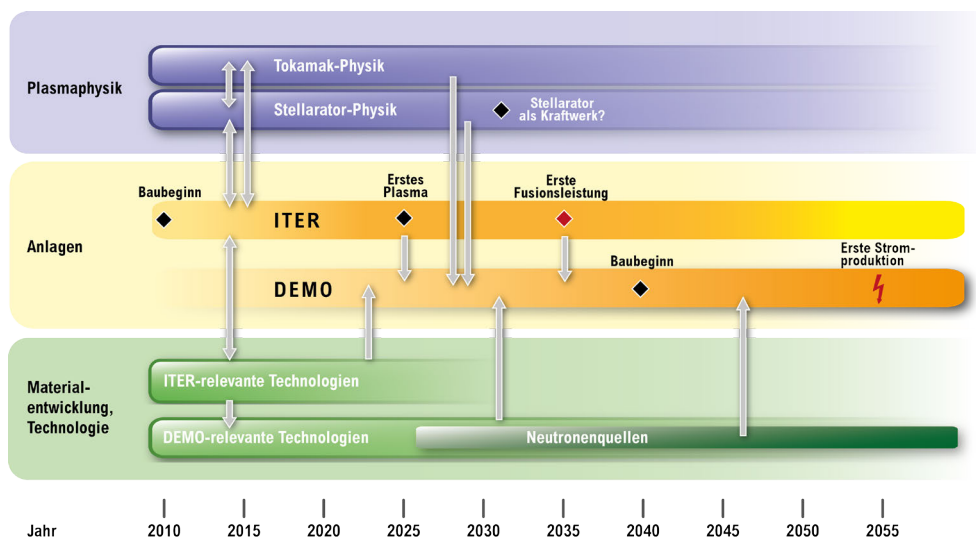 Plasmaphysik
Tokamak-Physik
Stellarator-Physik
Stellarator
als Kraftwerk?
Anlagen
Baubeginn
Erstes
Plasma
Erste
Fusionsleistung
ITER
Baubeginn
Erste Strom-
produktion
DEMO
Material-
entwicklung,
Technologie
ITER-relevante Technologien
DEMO-relevante Technologien
Neutronenquellen
Jahr
2010 2015 2020 2025 2030 2035 2040 2045 2050 2055